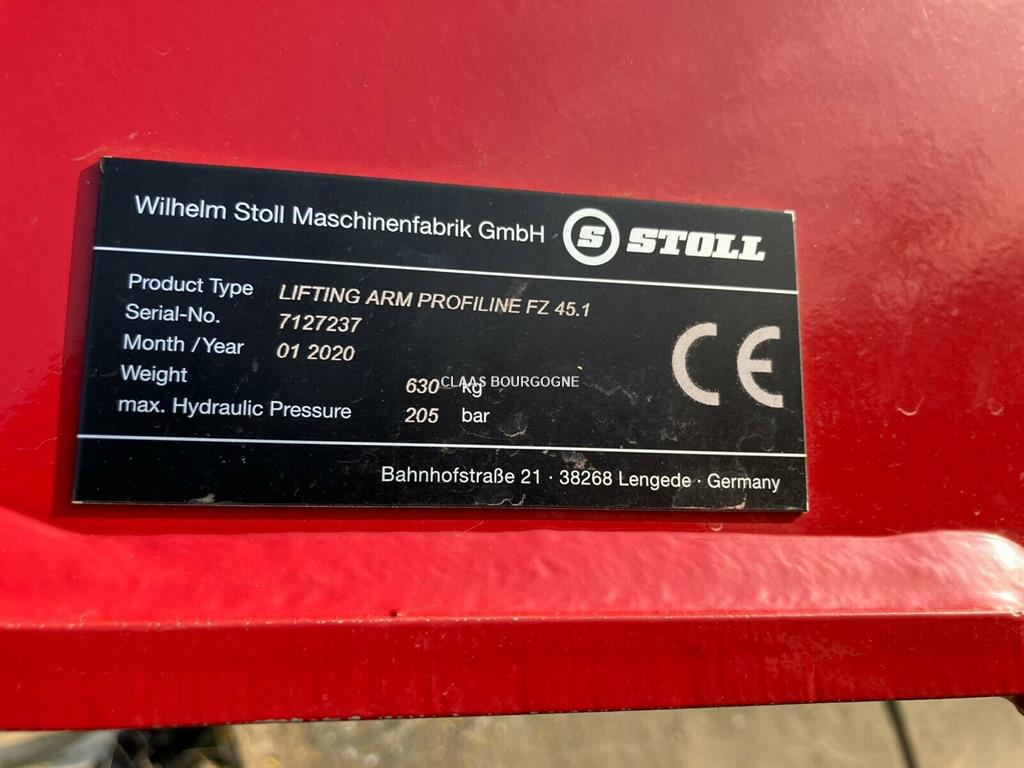 Wilhelm Stoll Maschinenfabrik GmbH S STOLL
Product Type LIFTING ARM PROFILINE FZ 45.1
Serial-No. 7127237
Month /Year 01 2020
Weight 630 kg
CLAAS BOURGOGNE
max. Hydraulic Pressure 205 bar
CE
Bahnhofstraße 21 · 38268 Lengede · Germany